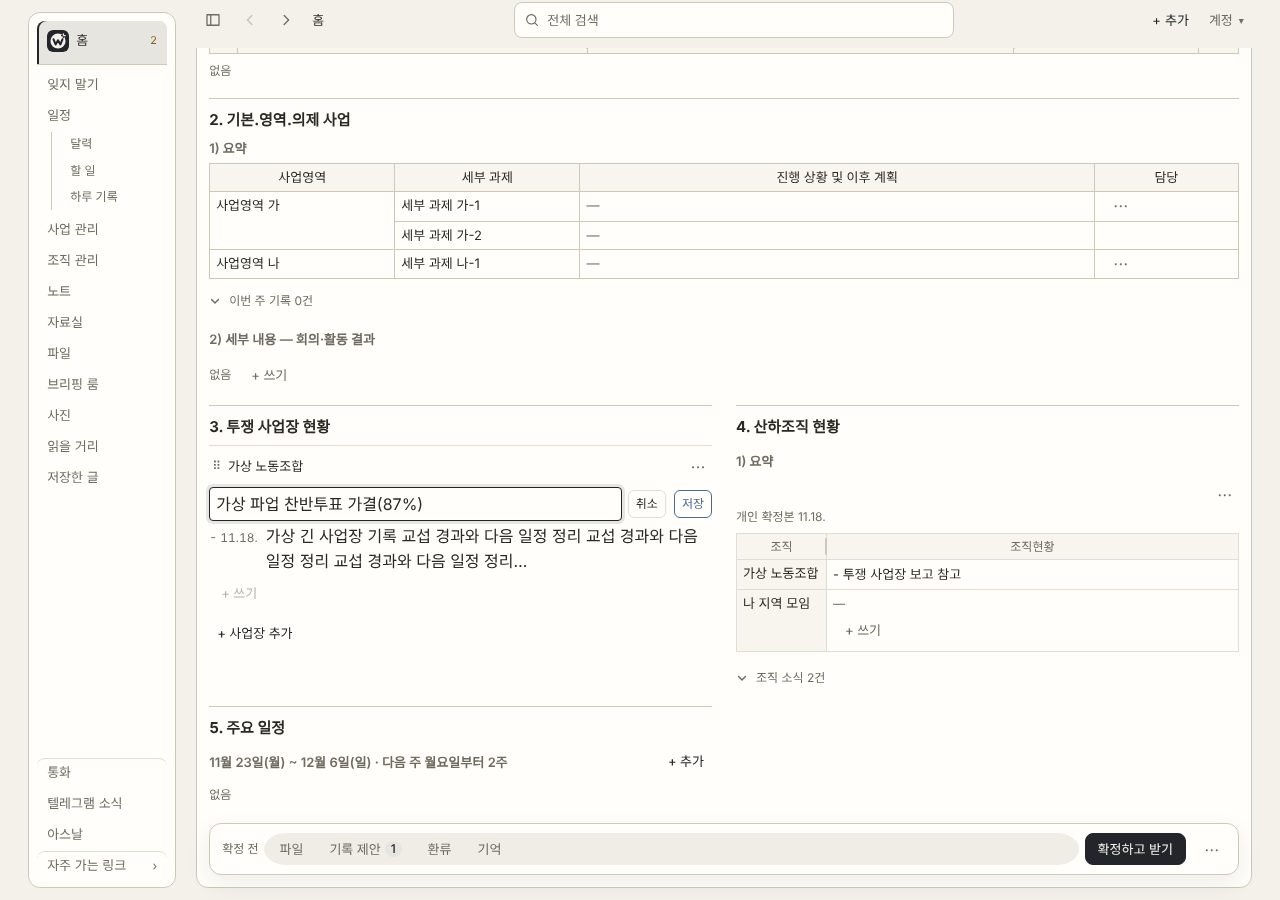 홈 2
잊지 말기
일정
달력
할 일
하루 기록
사업 관리
조직 관리
노트
자료실
파일
브리핑 룸
사진
읽을 거리
저장한 글
통화
텔레그램 소식
아스날
자주 가는 링크 ›
홈
전체 검색
+ 추가
계정 ▾
없음
2. 기본.영역.의제 사업
1) 요약
사업영역 세부 과제 진행 상황 및 이후 계획 담당
사업영역 가 세부 과제 가-1 — ...
세부 과제 가-2 —
사업영역 나 세부 과제 나-1 — ...
이번 주 기록 0건
2) 세부 내용 — 회의·활동 결과
없음 + 쓰기
3. 투쟁 사업장 현황
가상 노동조합 ...
가상 파업 찬반투표 가결(87%) 취소 저장
- 11.18. 가상 긴 사업장 기록 교섭 경과와 다음 일정 정리 교섭 경과와 다음
일정 정리 교섭 경과와 다음 일정 정리...
+ 쓰기
+ 사업장 추가
4. 산하조직 현황
1) 요약
...
개인 확정본 11.18.
조직 조직현황
가상 노동조합 - 투쟁 사업장 보고 참고
나 지역 모임 —
+ 쓰기
조직 소식 2건
5. 주요 일정
11월 23일(월) ~ 12월 6일(일) · 다음 주 월요일부터 2주 + 추가
없음
확정 전 파일 기록 제안 1 환류 기억 확정하고 받기 ...